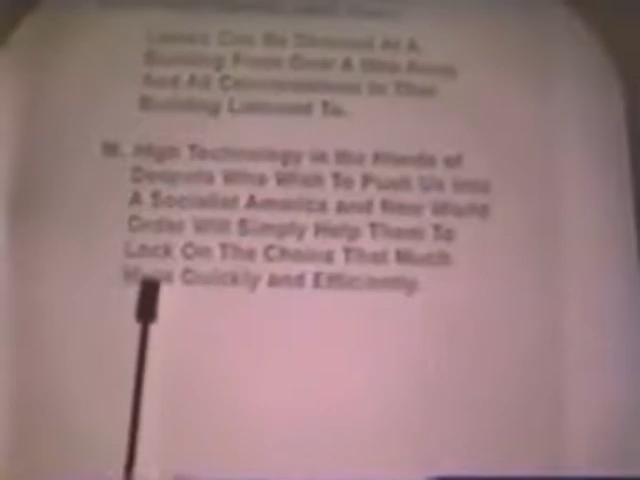 Lasers Can Be Directed At A
Building From Over A Mile Away
And All Conversations In That
Building Listened To.
M. High Technology in the Hands of
Despots Who Wish To Push Us Into
A Socialist America and New World
Order Will Simply Help Them To
Lock On The Chains That Much
More Quickly and Efficiently.